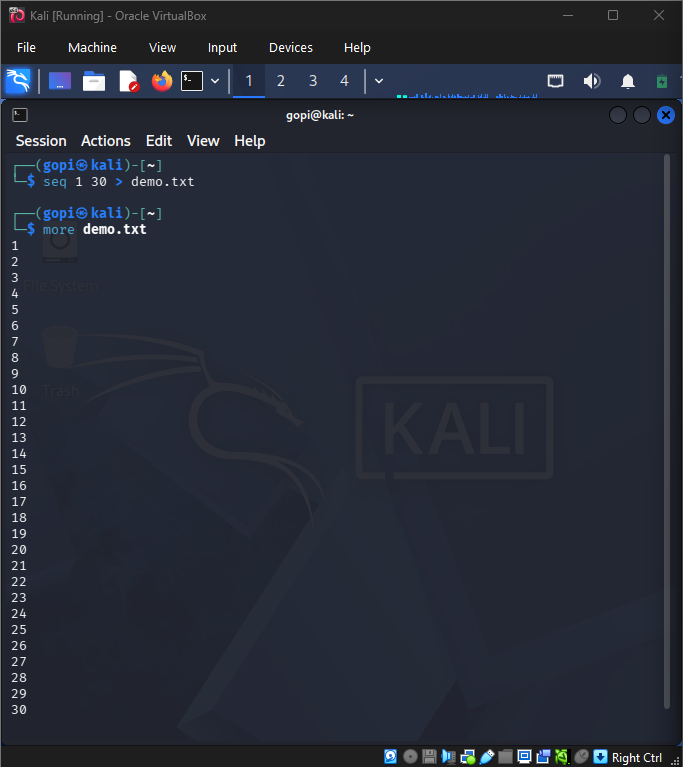 Kali [Running] - Oracle VirtualBox
File Machine View Input Devices Help
1 2 3 4
gopi@kali: ~
Session Actions Edit View Help
┌──(gopi㉿kali)-[~]
└─$ seq 1 30 > demo.txt
┌──(gopi㉿kali)-[~]
└─$ more demo.txt
1
2
3
File System
4
5
6
7
8
9
10
Trash
11
12
KALI
13
14
15
16
17
18
19
20
21
22
23
24
25
26
27
28
29
30
Right Ctrl